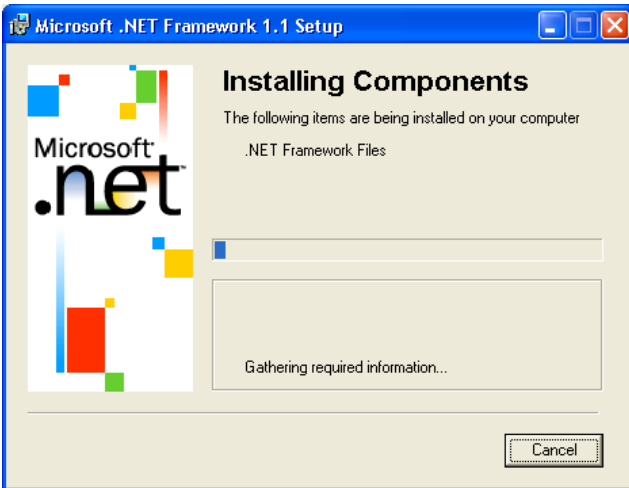 Microsoft .NET Framework 1.1 Setup
Installing Components
The following items are being installed on your computer
.NET Framework Files
Microsoft
.net
Gathering required information...
Cancel